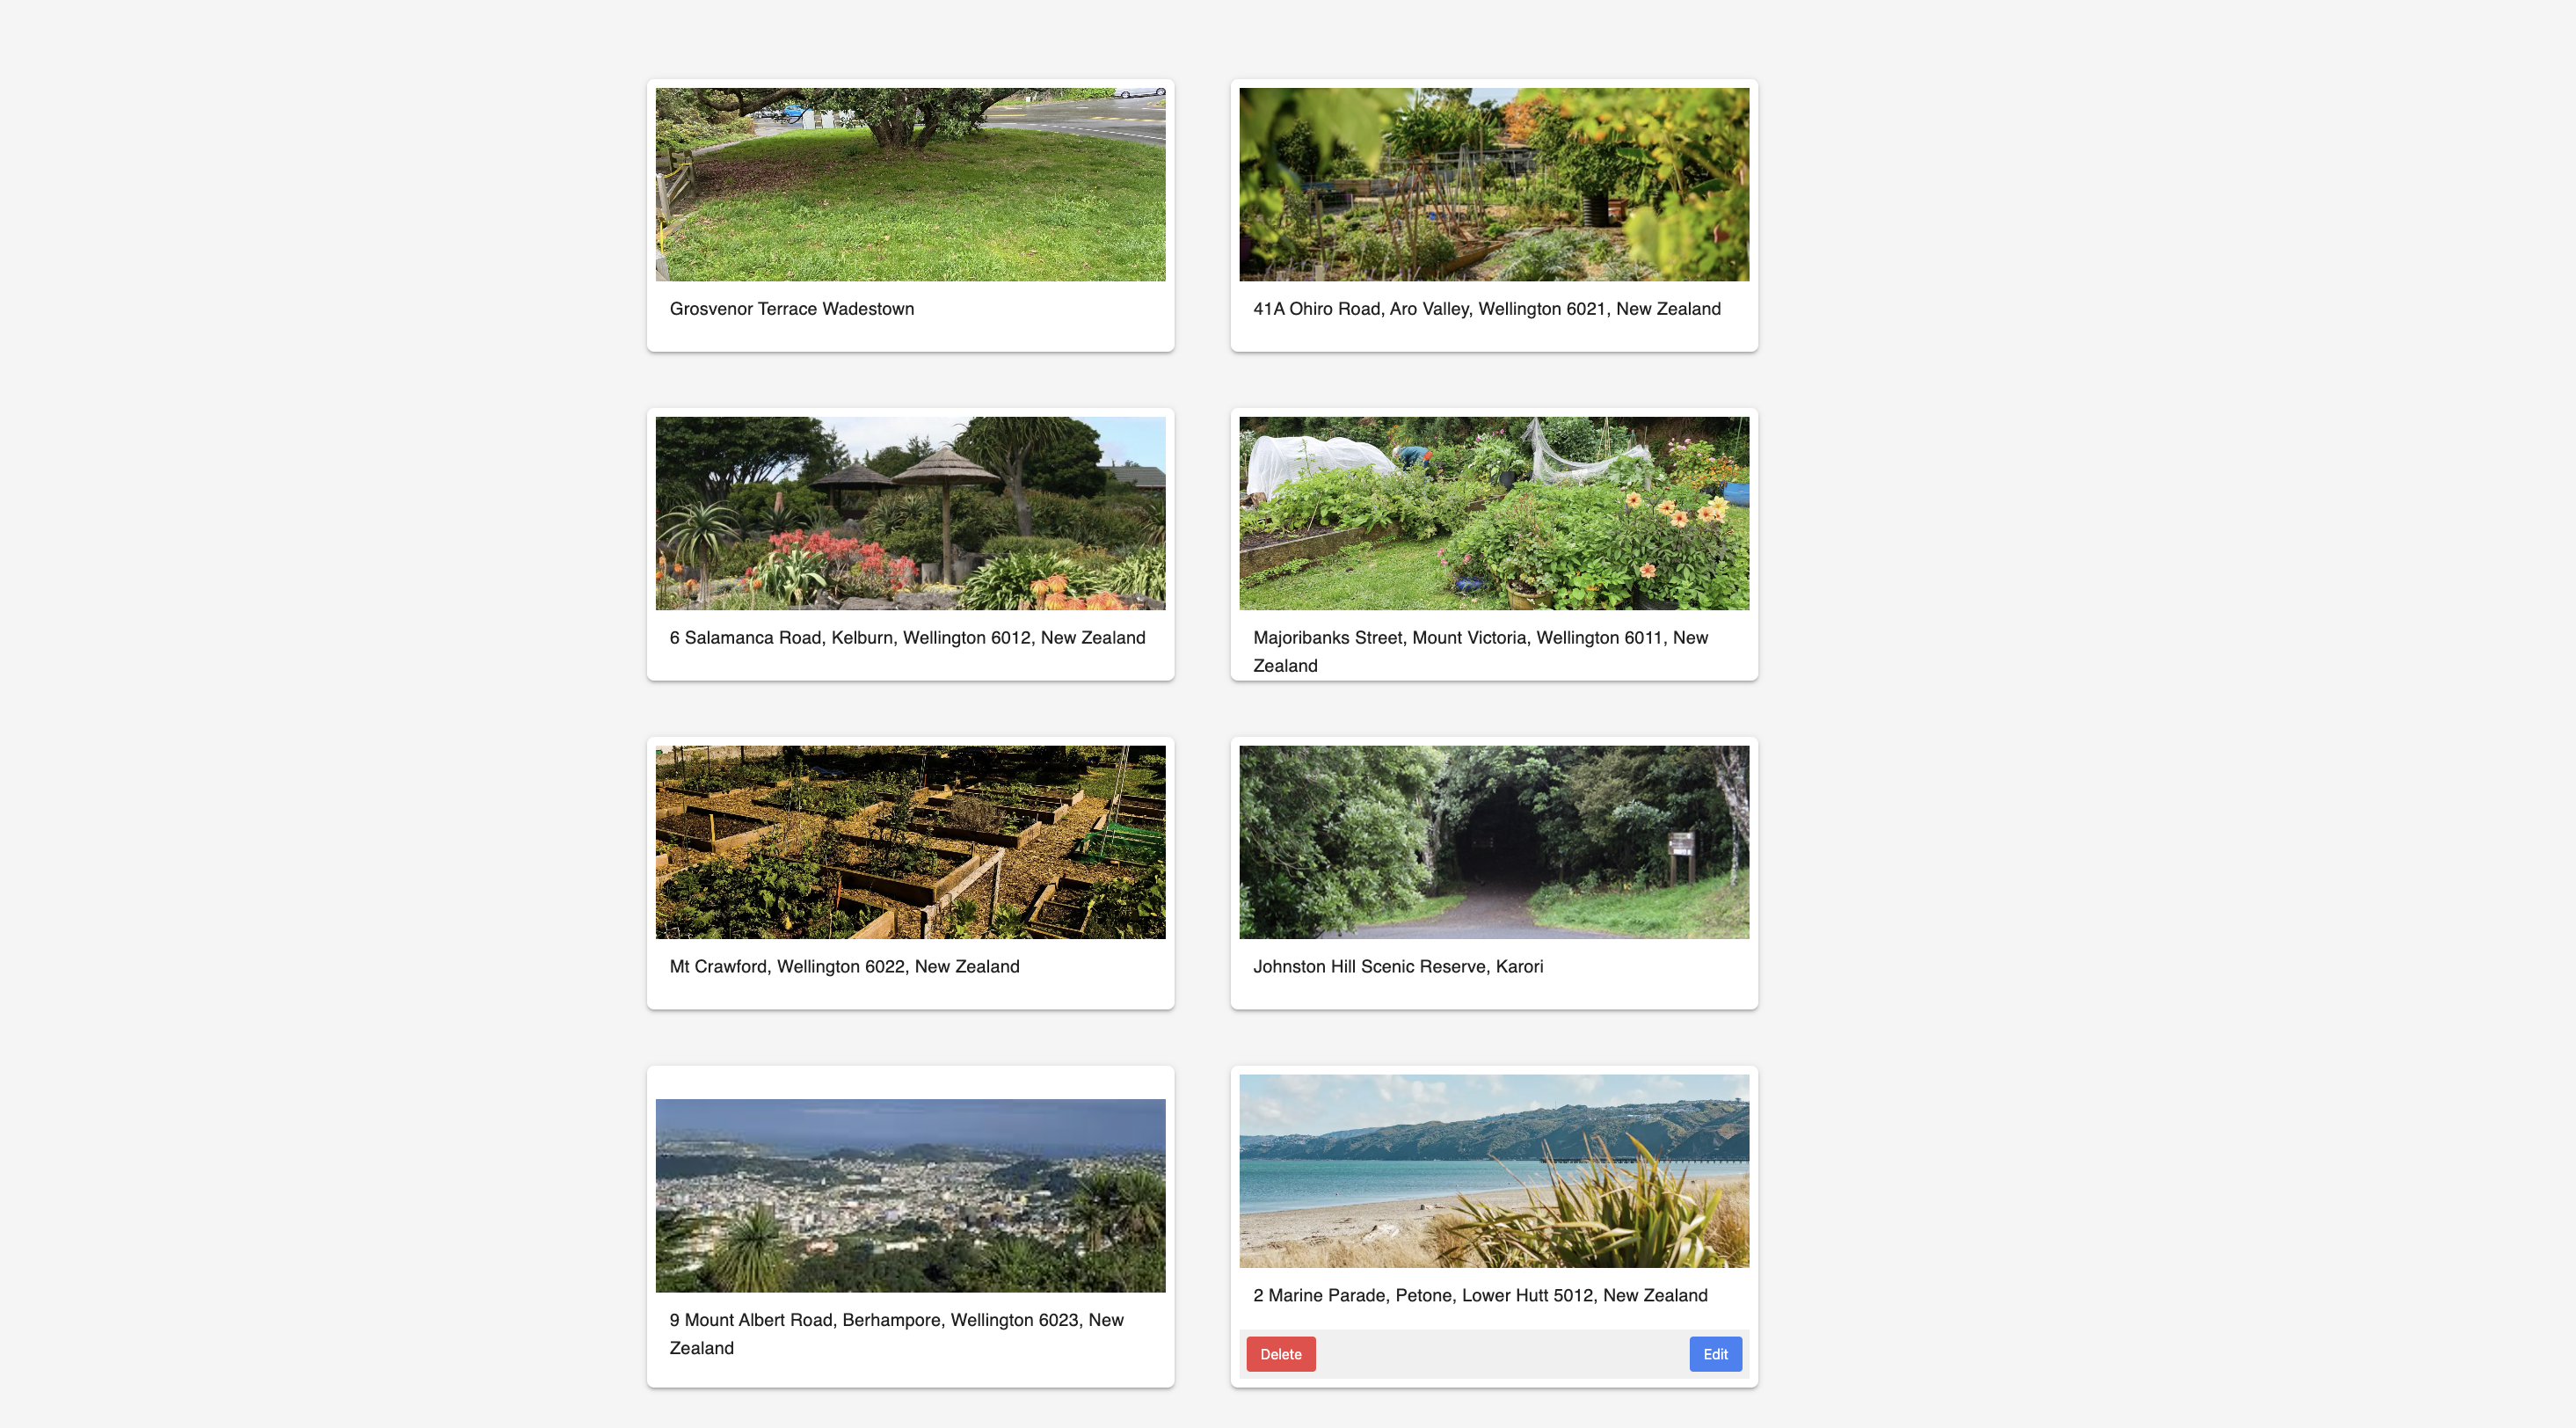 Grosvenor Terrace Wadestown
41A Ohiro Road, Aro Valley, Wellington 6021, New Zealand
6 Salamanca Road, Kelburn, Wellington 6012, New Zealand
Majoribanks Street, Mount Victoria, Wellington 6011, New
Zealand
Mt Crawford, Wellington 6022, New Zealand
Johnston Hill Scenic Reserve, Karori
9 Mount Albert Road, Berhampore, Wellington 6023, New
Zealand
2 Marine Parade, Petone, Lower Hutt 5012, New Zealand
Delete
Edit